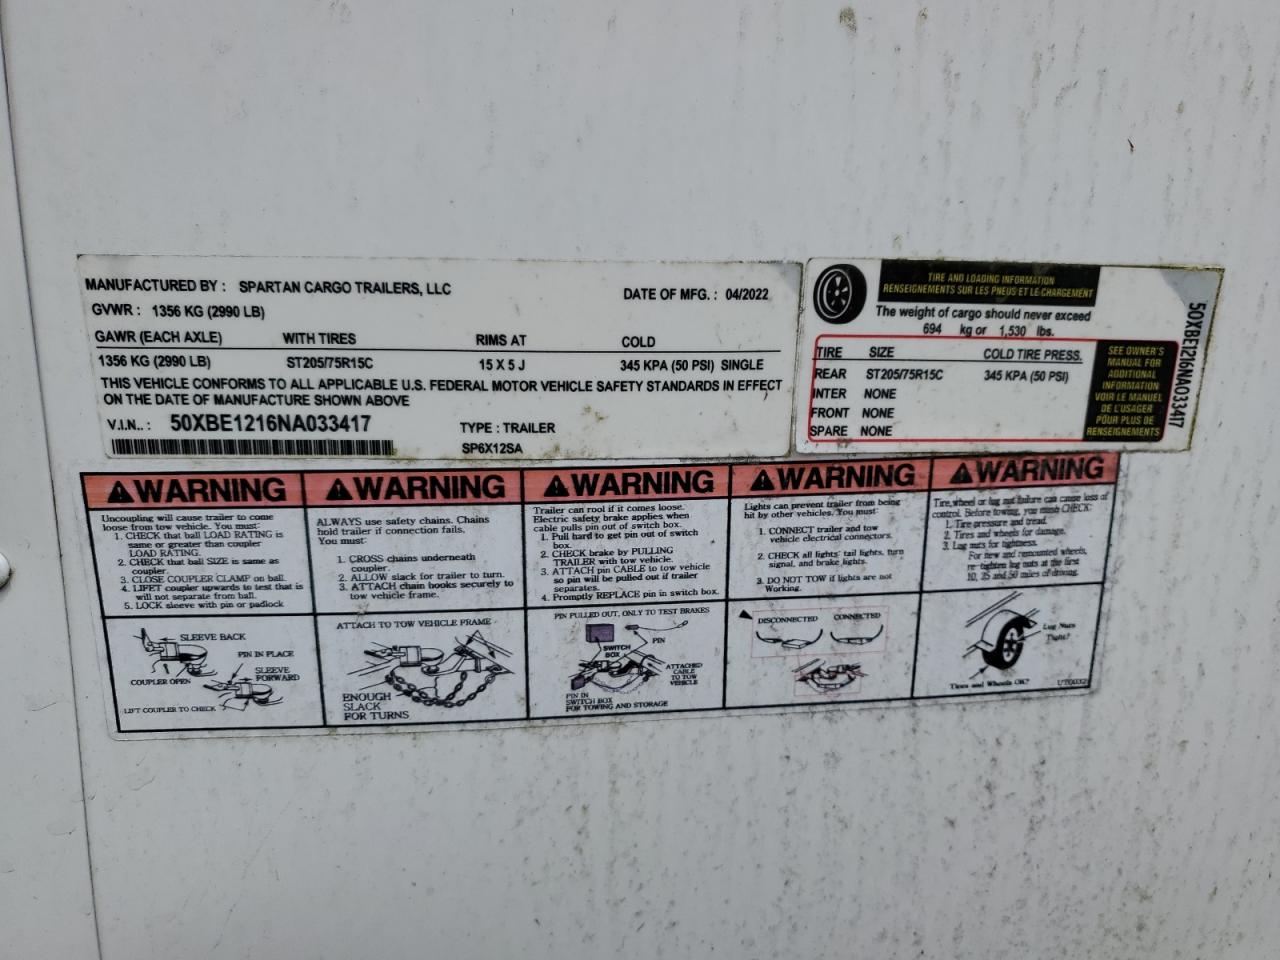 MANUFACTURED BY : SPARTAN CARGO TRAILERS, LLC
DATE OF MFG. : 04/2022
GVWR : 1356 KG (2990 LB)
GAWR (EACH AXLE) WITH TIRES RIMS AT COLD
1356 KG (2990 LB) ST205/75R15C 15 X 5 J 345 KPA (50 PSI) SINGLE
THIS VEHICLE CONFORMS TO ALL APPLICABLE U.S. FEDERAL MOTOR VEHICLE SAFETY STANDARDS IN EFFECT
ON THE DATE OF MANUFACTURE SHOWN ABOVE
V.I.N.. : 50XBE1216NA033417 TYPE : TRAILER
SP6X12SA
TIRE AND LOADING INFORMATION
RENSEIGNEMENTS SUR LES PNEUS ET LE CHARGEMENT
The weight of cargo should never exceed
694 kg or 1,530 lbs.
TIRE SIZE COLD TIRE PRESS.
REAR ST205/75R15C 345 KPA (50 PSI)
INTER NONE
FRONT NONE
SPARE NONE
SEE OWNER'S
MANUAL FOR
ADDITIONAL
INFORMATION
VOIR LE MANUEL
DE L'USAGER
POUR PLUS DE
RENSEIGNEMENTS
50XBE1216NA033417
WARNING
Uncoupling will cause trailer to come
loose from tow vehicle. You must:
1. CHECK that ball LOAD RATING is
same or greater than coupler
LOAD RATING.
2. CHECK that ball SIZE is same as
coupler.
3. CLOSE COUPLER CLAMP on ball.
4. LIFET coupler upwards to test that is
will not separate from ball.
5. LOCK sleeve with pin or padlock
SLEEVE BACK
PIN IN PLACE
SLEEVE
FORWARD
COUPLER OPEN
LIFT COUPLER TO CHECK
WARNING
ALWAYS use safety chains. Chains
hold trailer if connection fails.
You must:
1. CROSS chains underneath
coupler.
2. ALLOW slack for trailer to turn.
3. ATTACH chain hooks securely to
tow vehicle frame.
ATTACH TO TOW VEHICLE FRAME
ENOUGH
SLACK
FOR TURNS
WARNING
Trailer can rool if it comes loose.
Electric safety brake applies when
cable pulls pin out of switch box.
1. Pull hard to get pin out of switch
box.
2. CHECK brake by PULLING
TRAILER with tow vehicle.
3. ATTACH pin CABLE to tow vehicle
so pin will be pulled out if trailer
separates.
4. Promptly REPLACE pin in switch box.
PIN PULLED OUT, ONLY TO TEST BRAKES
PIN
SWITCH
BOX
ATTACHED
CABLE
TO TOW
VEHICLE
PIN IN
SWITCH BOX
FOR TOWING AND STORAGE
WARNING
Lights can prevent trailer from being
hit by other vehicles. You must:
1. CONNECT trailer and tow
vehicle electrical connectors.
2. CHECK all lights: tail lights, turn
signal, and brake lights.
3. DO NOT TOW if lights are not
Working.
DISCONNECTED CONNECTED
WARNING
Tire, wheel or lug nut failure can cause loss of
control. Before towing, you must CHECK:
1. Tire pressure and tread.
2. Tires and wheels for damage.
3. Lug nuts for tightness.
For new and remounted wheels,
re-tighten lug nuts at the first
10, 25 and 50 miles of driving.
Lug Nuts
Tight?
Tires and Wheels OK?